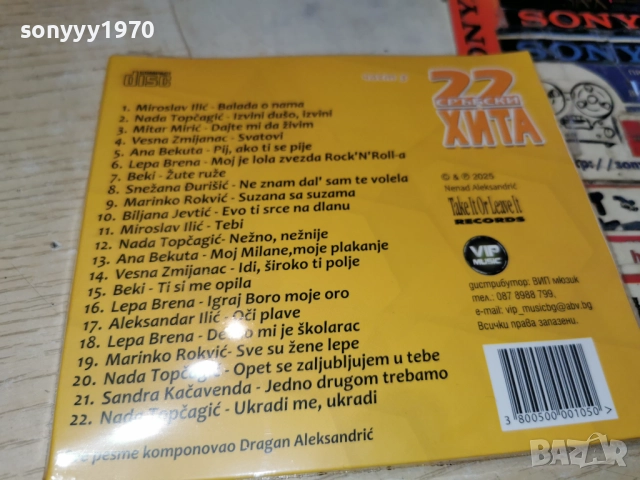 sonyyy1970
SONY
SONY
disc
22
СРЪБСКИ
ХИТА
1. Miroslav Ilić - Balada o nama
2. Nada Topčagić - Izvini dušo, izvini
3. Mitar Mirić - Dajte mi da živim
4. Vesna Zmijanac - Svatovi
5. Ana Bekuta - Pij, ako ti se pije
6. Lepa Brena - Moj je lola zvezda Rock'N'Roll-a
7. Beki - Žute ruže
8. Snežana Đurišić - Ne znam dal' sam te volela
9. Marinko Rokvić - Suzana sa suzama
10. Biljana Jevtić - Evo ti srce na dlanu
11. Miroslav Ilić - Tebi
12. Nada Topčagić - Nežno, nežnije
13. Ana Bekuta - Moj Milane,moje plakanje
14. Vesna Zmijanac - Idi, široko ti polje
15. Beki - Ti si me opila
16. Lepa Brena - Igraj Boro moje oro
17. Aleksandar Ilić - Oči plave
18. Lepa Brena - mi je školarac
19. Marinko Rokvić - Sve su žene lepe
20. Nada Topčagić - Opet se zaljubljujem u tebe
21. Sandra Kačavenda - Jedno drugom trebamo
22. Nada Topčagić - Ukradi me, ukradi
pesme komponovao Dragan Aleksandrić
© & ℗ 2025
Nenad Aleksandrić
Take It Or Leave It
RECORDS
VIP
MUSIC
дистрибутор: ВИП мюзик
тел.: 087 8988 799,
e-mail: vip_musicbg@abv.bg
Всички права запазени.
3 800500 001050 >
BAZAR